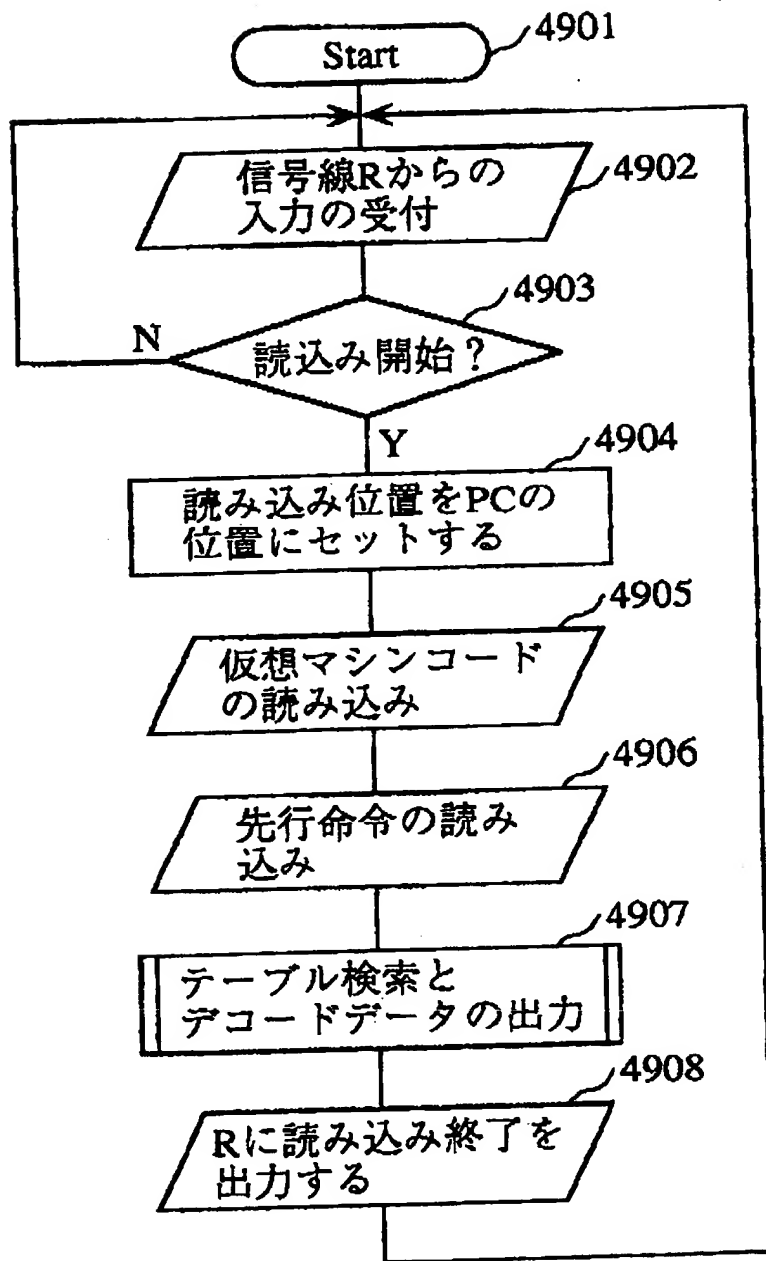 Start
4901
信号線Rからの
入力の受付
4902
4903
N
読込み開始?
Y
4904
読み込み位置をPCの
位置にセットする
4905
仮想マシンコード
の読み込み
4906
先行命令の読み
込み
4907
テーブル検索と
デコードデータの出力
4908
Rに読み込み終了を
出力する